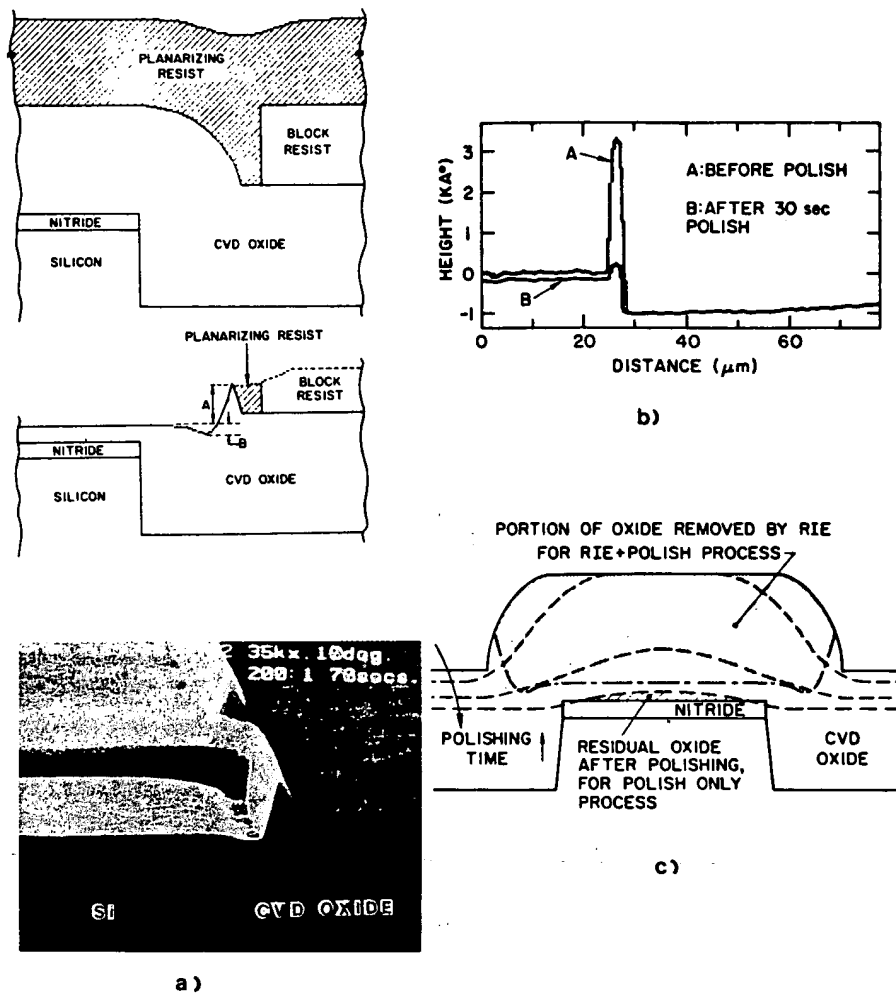 PLANARIZING
RESIST
BLOCK
RESIST
NITRIDE
SILICON
CVD OXIDE
PLANARIZING RESIST
A
BLOCK
RESIST
B
NITRIDE
SILICON
CVD OXIDE
2 35kx. 10deg.
200:1 70secs.
Si
CVD OXIDE
a)
HEIGHT (KA°)
3
2
1
0
-1
A
B
A:BEFORE POLISH
B:AFTER 30 sec
POLISH
0
20
40
60
DISTANCE (μm)
b)
PORTION OF OXIDE REMOVED BY RIE
FOR RIE+POLISH PROCESS
NITRIDE
POLISHING
TIME
RESIDUAL OXIDE
AFTER POLISHING,
FOR POLISH ONLY
PROCESS
CVD
OXIDE
c)